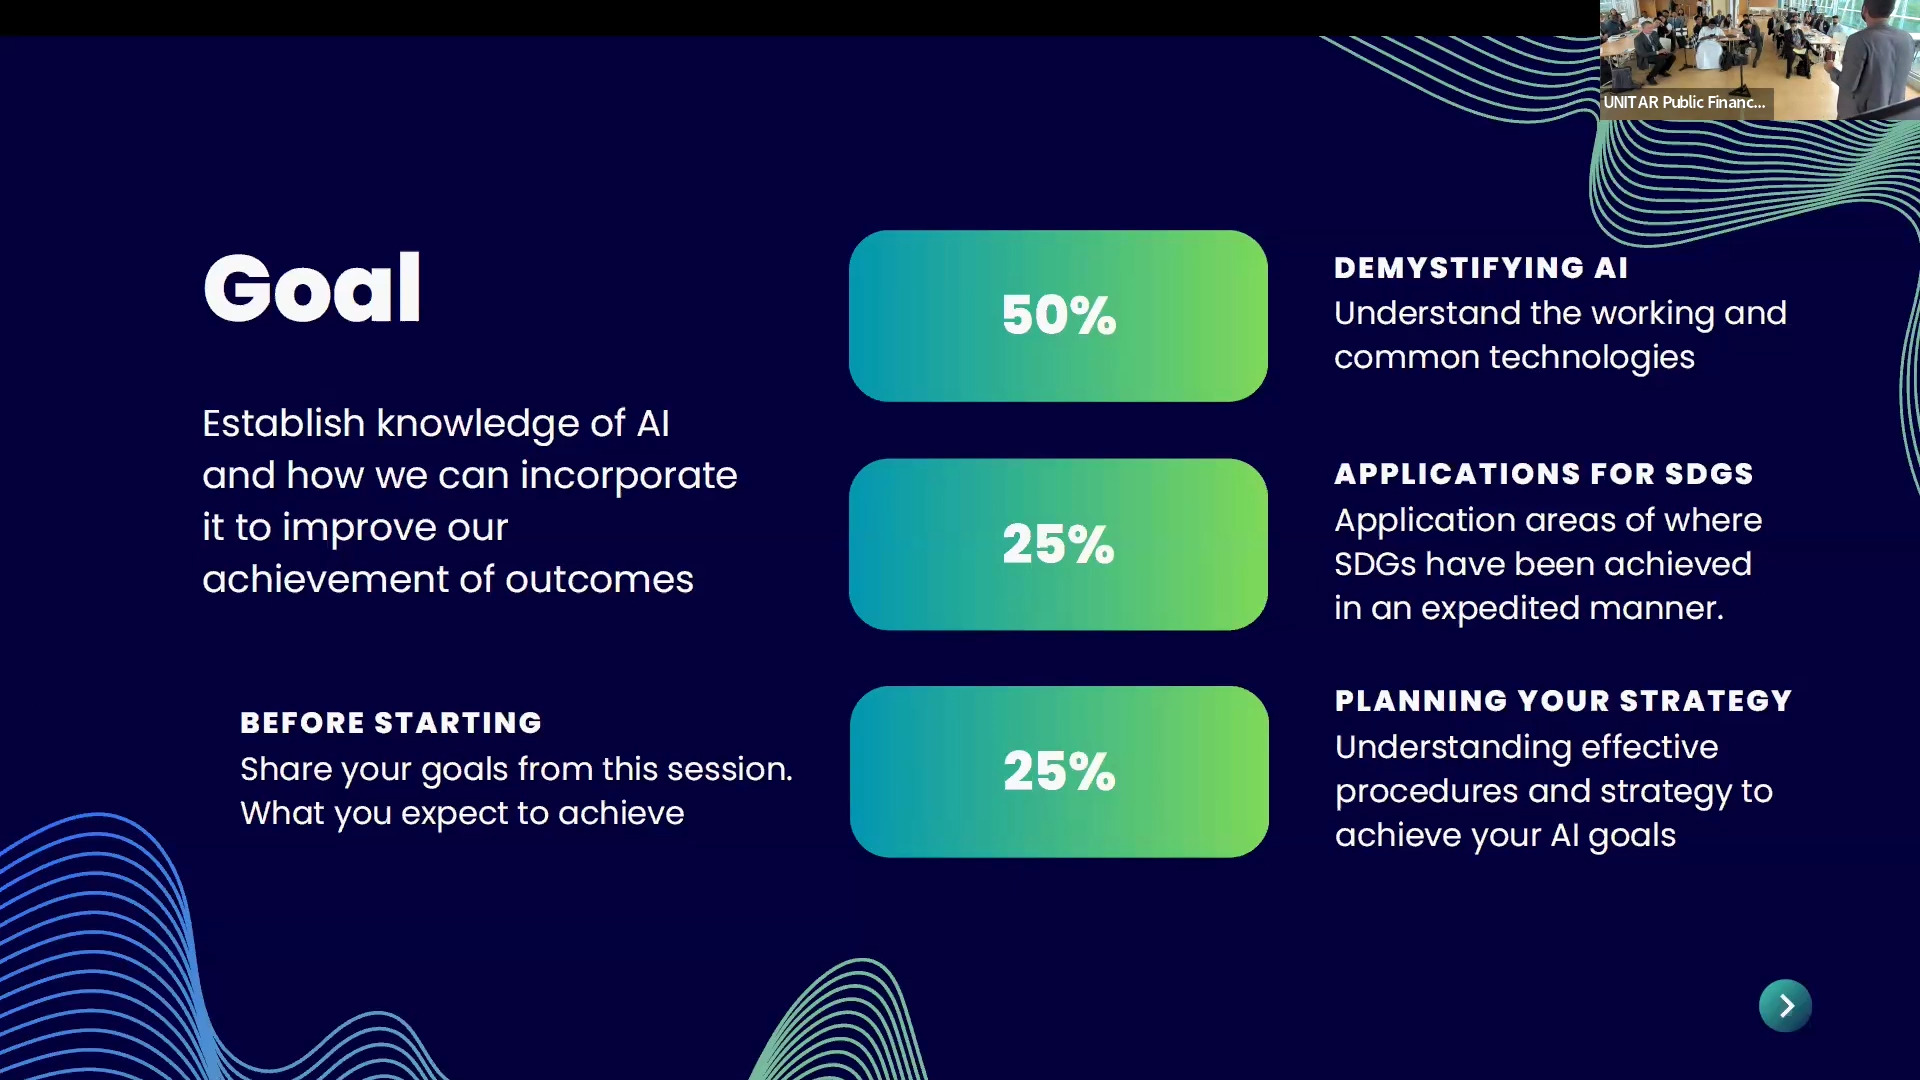 UNITAR Public Financ...
Goal
Establish knowledge of AI
and how we can incorporate
it to improve our
achievement of outcomes
BEFORE STARTING
Share your goals from this session.
What you expect to achieve
50%
DEMYSTIFYING AI
Understand the working and
common technologies
25%
APPLICATIONS FOR SDGS
Application areas of where
SDGs have been achieved
in an expedited manner.
25%
PLANNING YOUR STRATEGY
Understanding effective
procedures and strategy to
achieve your AI goals